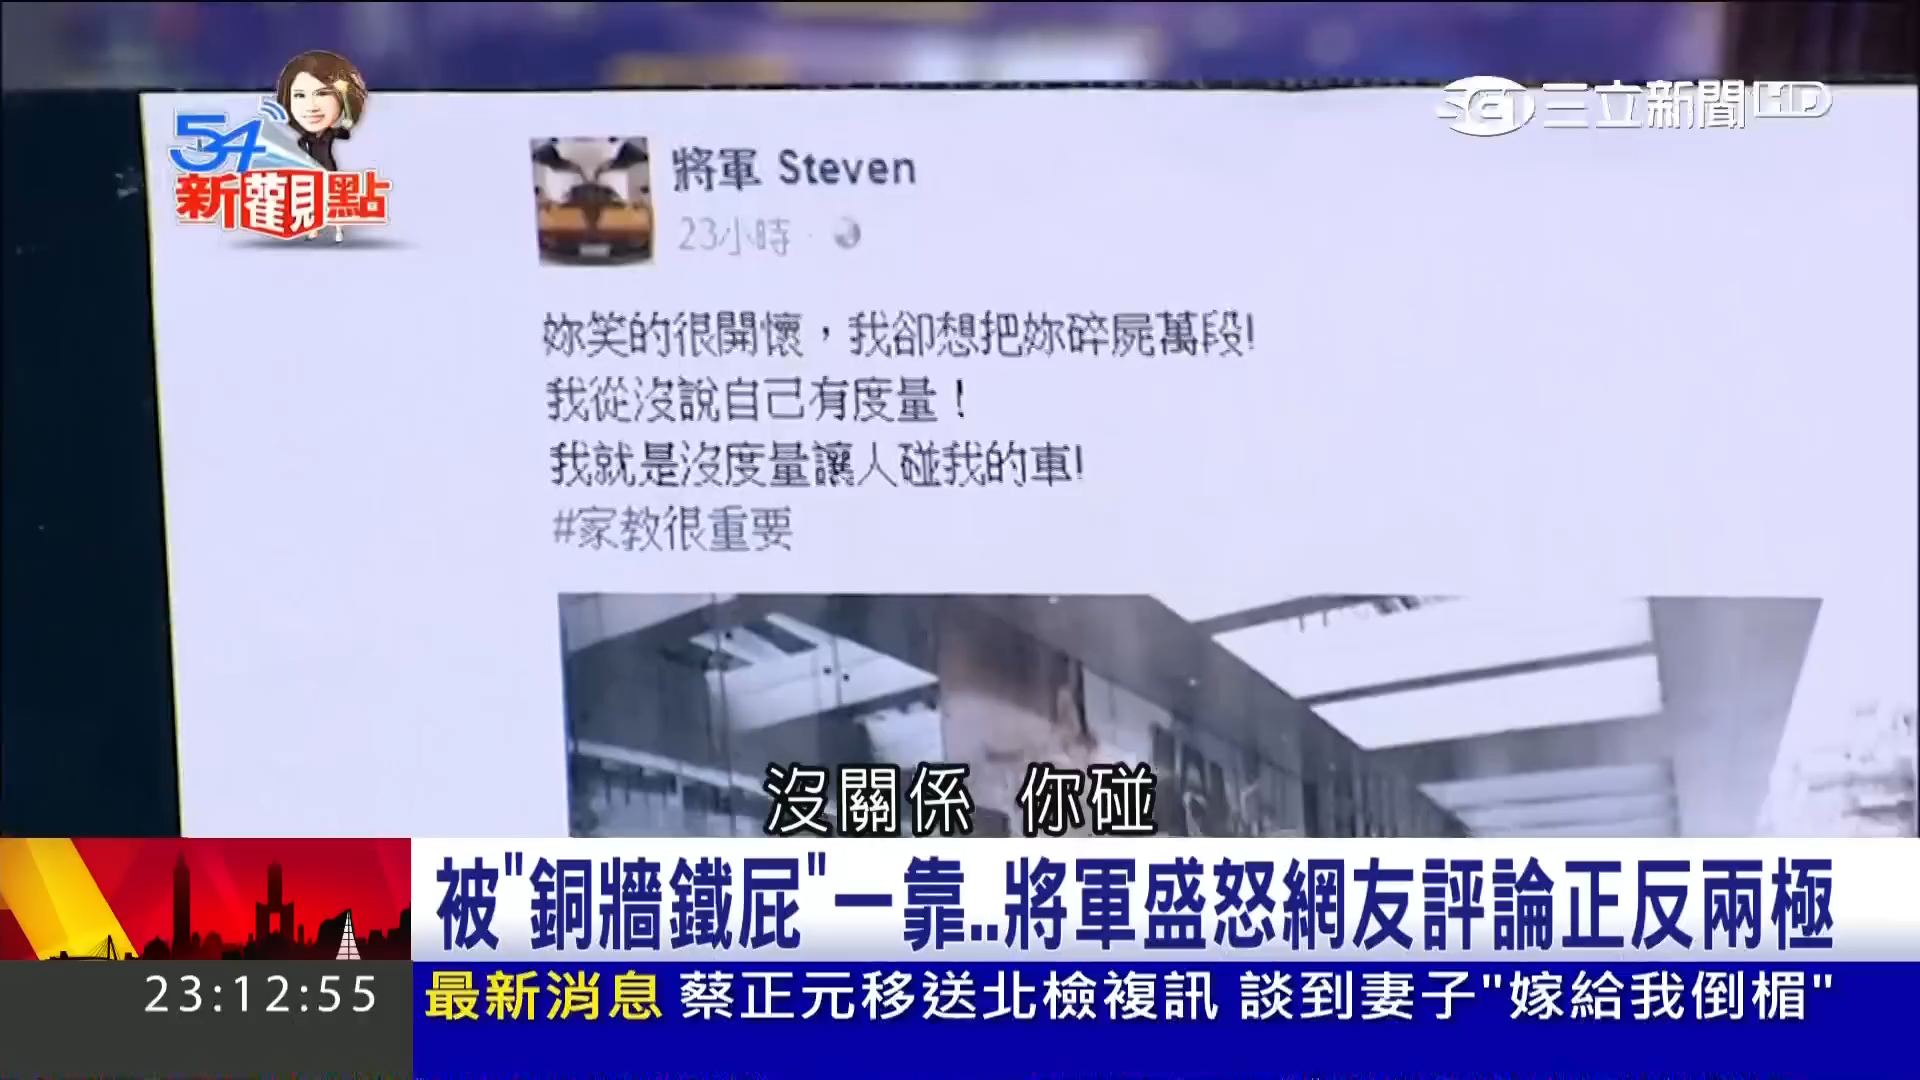 54
新觀點
SET 三立新聞HD
將軍 Steven
23小時
妳笑的很開懷，我卻想把妳碎屍萬段!
我從沒說自己有度量！
我就是沒度量讓人碰我的車!
#家教很重要
沒關係 你碰
被"銅牆鐵屁"一靠..將軍盛怒網友評論正反兩極
23:12:55
最新消息 蔡正元移送北檢複訊 談到妻子"嫁給我倒楣"